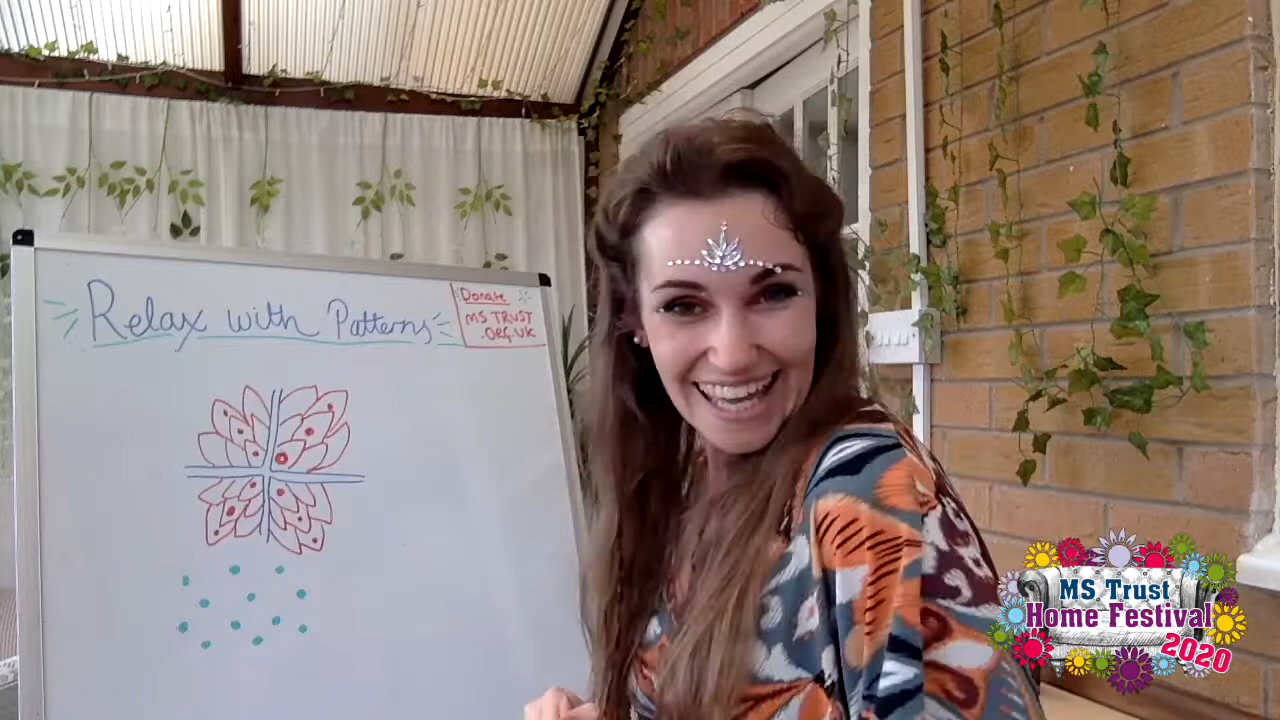 Relax with Patterns
Donate
MS TRUST
.ORG.UK
MS Trust
Home Festival
2020